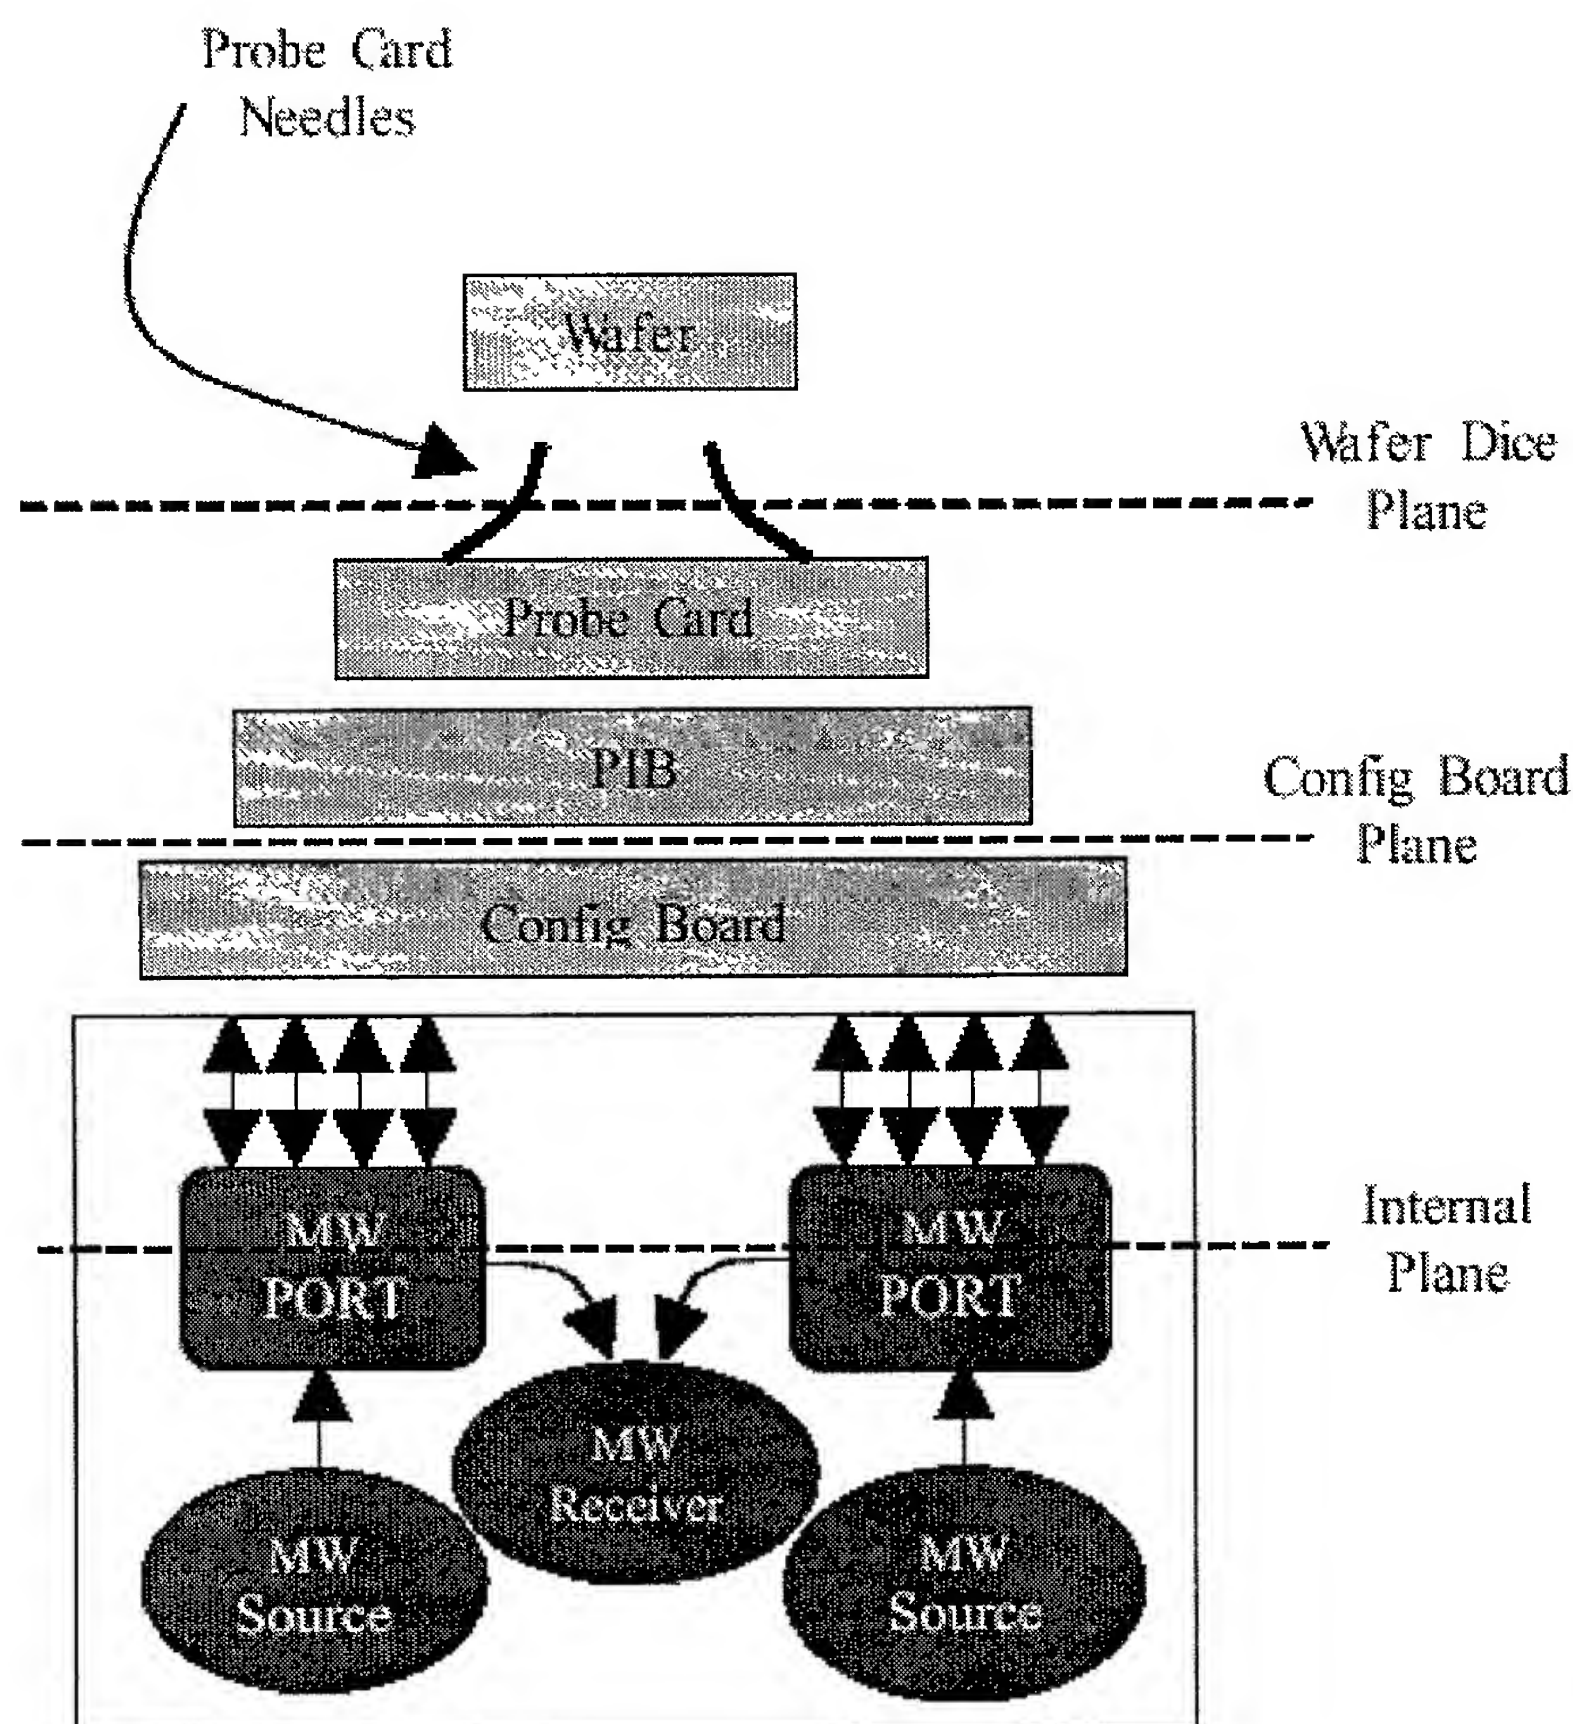 Probe Card
Needles
Wafer
Wafer Dice
Plane
Probe Card
PIB
Config Board
Plane
Config Board
MW
PORT
MW
PORT
Internal
Plane
MW
Receiver
MW
Source
MW
Source